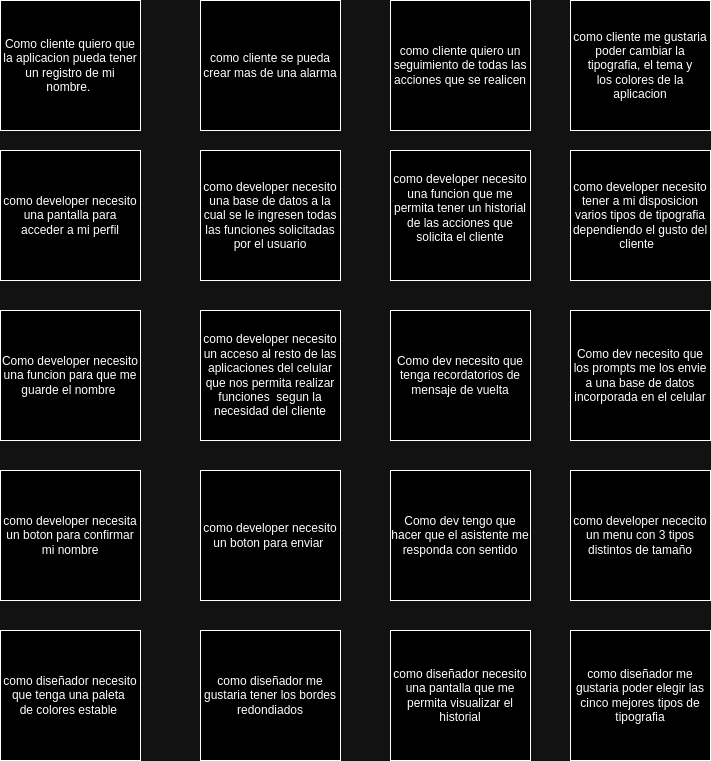 Como cliente quiero que
la aplicacion pueda tener
un registro de mi
nombre.
como cliente se pueda
crear mas de una alarma
como cliente quiero un
seguimiento de todas las
acciones que se realicen
como cliente me gustaria
poder cambiar la
tipografia, el tema y
los colores de la
aplicacion
como developer necesito
una pantalla para
acceder a mi perfil
como developer necesito
una base de datos a la
cual se le ingresen todas
las funciones solicitadas
por el usuario
como developer necesito
una funcion que me
permita tener un historial
de las acciones que
solicita el cliente
como developer necesito
tener a mi disposicion
varios tipos de tipografia
dependiendo el gusto del
cliente
Como developer necesito
una funcion para que me
guarde el nombre
como developer necesito
un acceso al resto de las
aplicaciones del celular
que nos permita realizar
funciones  segun la
necesidad del cliente
Como dev necesito que
tenga recordatorios de
mensaje de vuelta
Como dev necesito que
los prompts me los envie
a una base de datos
incorporada en el celular
como developer necesita
un boton para confirmar
mi nombre
como developer necesito
un boton para enviar
Como dev tengo que
hacer que el asistente me
responda con sentido
como developer nececito
un menu con 3 tipos
distintos de tamaño
como diseñador necesito
que tenga una paleta
de colores estable
como diseñador me
gustaria tener los bordes
redondiados
como diseñador necesito
una pantalla que me
permita visualizar el
historial
como diseñador me
gustaria poder elegir las
cinco mejores tipos de
tipografia